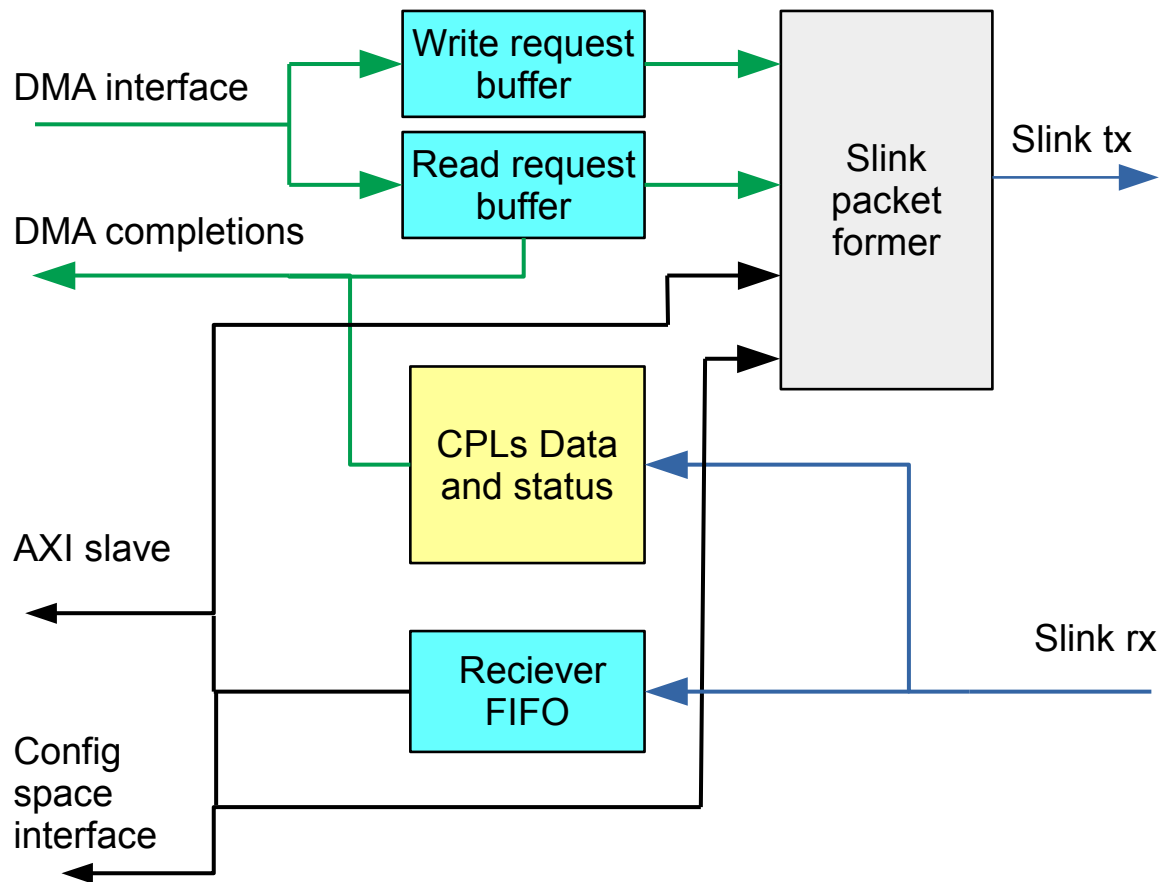 Write request
buffer
DMA interface
Read request
buffer
Slink
packet
former
Slink tx
DMA completions
CPLs Data
and status
AXI slave
Reciever
FIFO
Slink rx
Config
space
interface